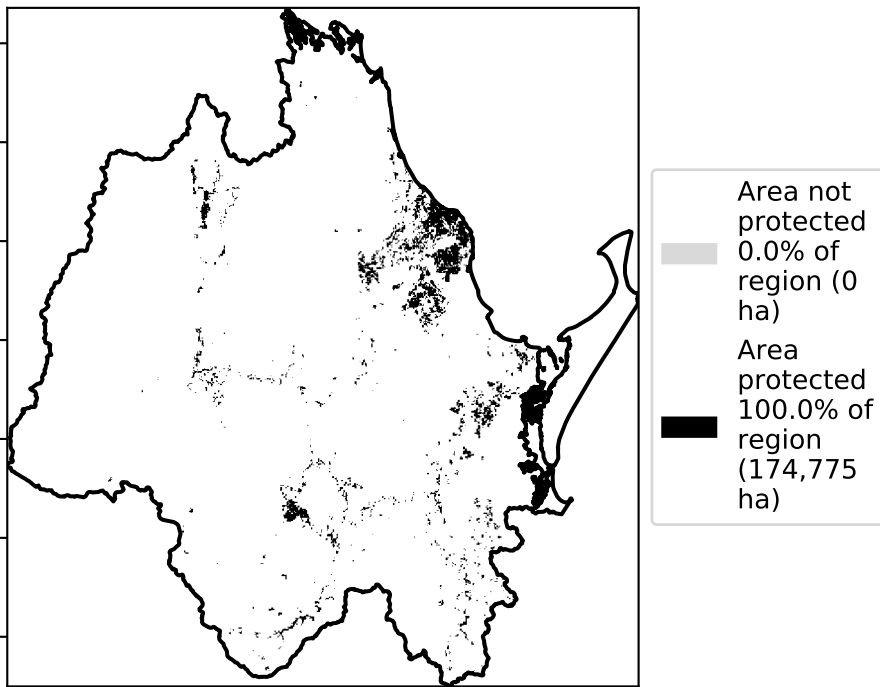 Area not
protected
0.0% of
region (0
ha)
Area
protected
100.0% of
region
(174,775
ha)